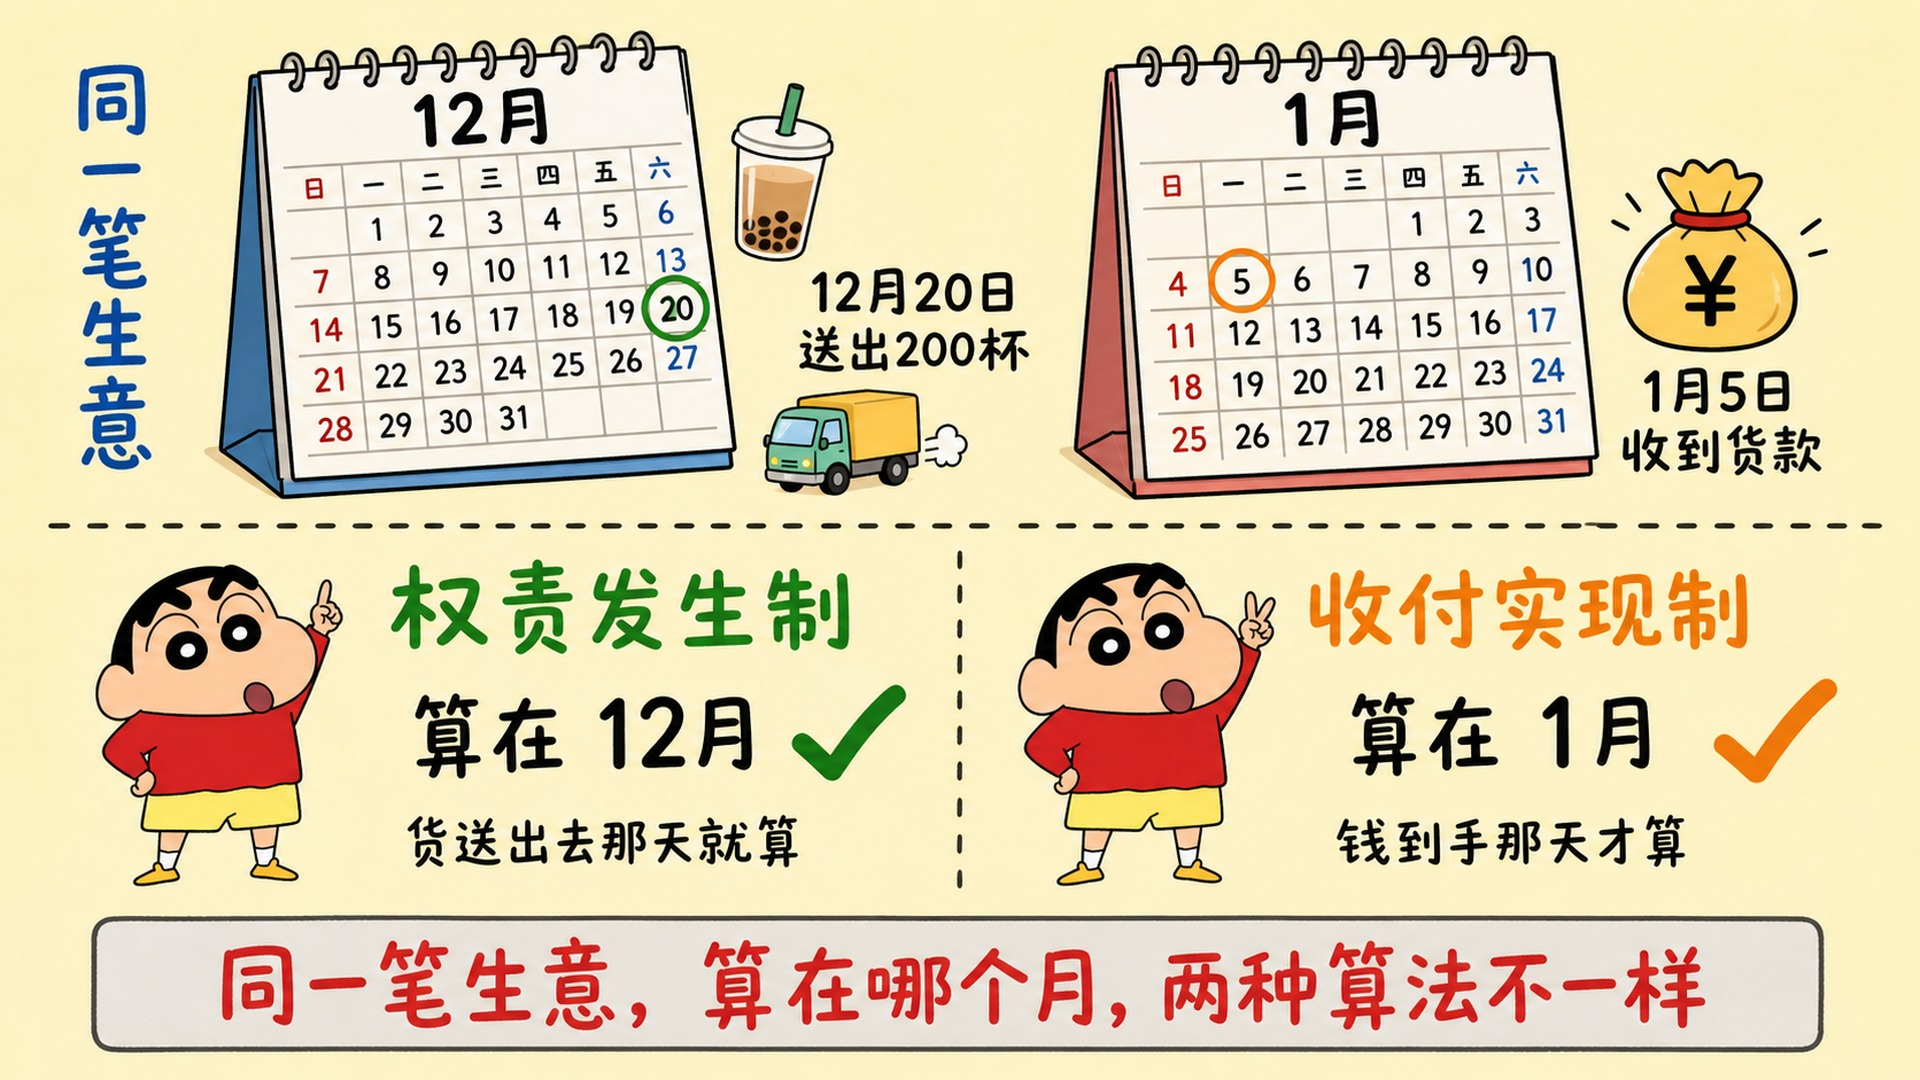 同一笔生意
12月
日 一 二 三 四 五 六
1 2 3 4 5 6
7 8 9 10 11 12 13
14 15 16 17 18 19 20
21 22 23 24 25 26 27
28 29 30 31
12月20日
送出200杯
1月
日 一 二 三 四 五 六
1 2 3
4 5 6 7 8 9 10
11 12 13 14 15 16 17
18 19 20 21 22 23 24
25 26 27 28 29 30 31
¥
1月5日
收到货款
权责发生制
算在 12月
货送出去那天就算
收付实现制
算在 1月
钱到手那天才算
同一笔生意，算在哪个月，两种算法不一样